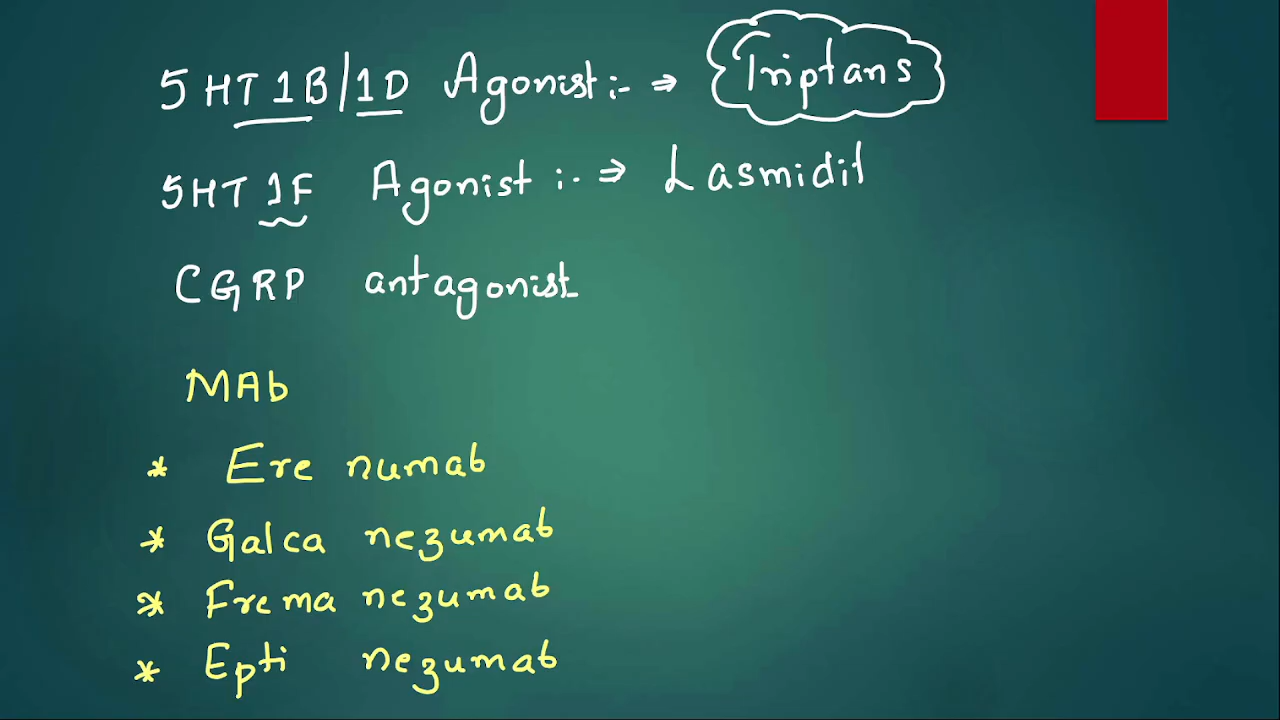 5HT 1B/1D Agonist :- ⇒ Triptans
5HT 1F Agonist :- ⇒ Lasmidil
CGRP antagonist
MAb
* Ere numab
* Galca nezumab
* Frema nezumab
* Epti nezumab